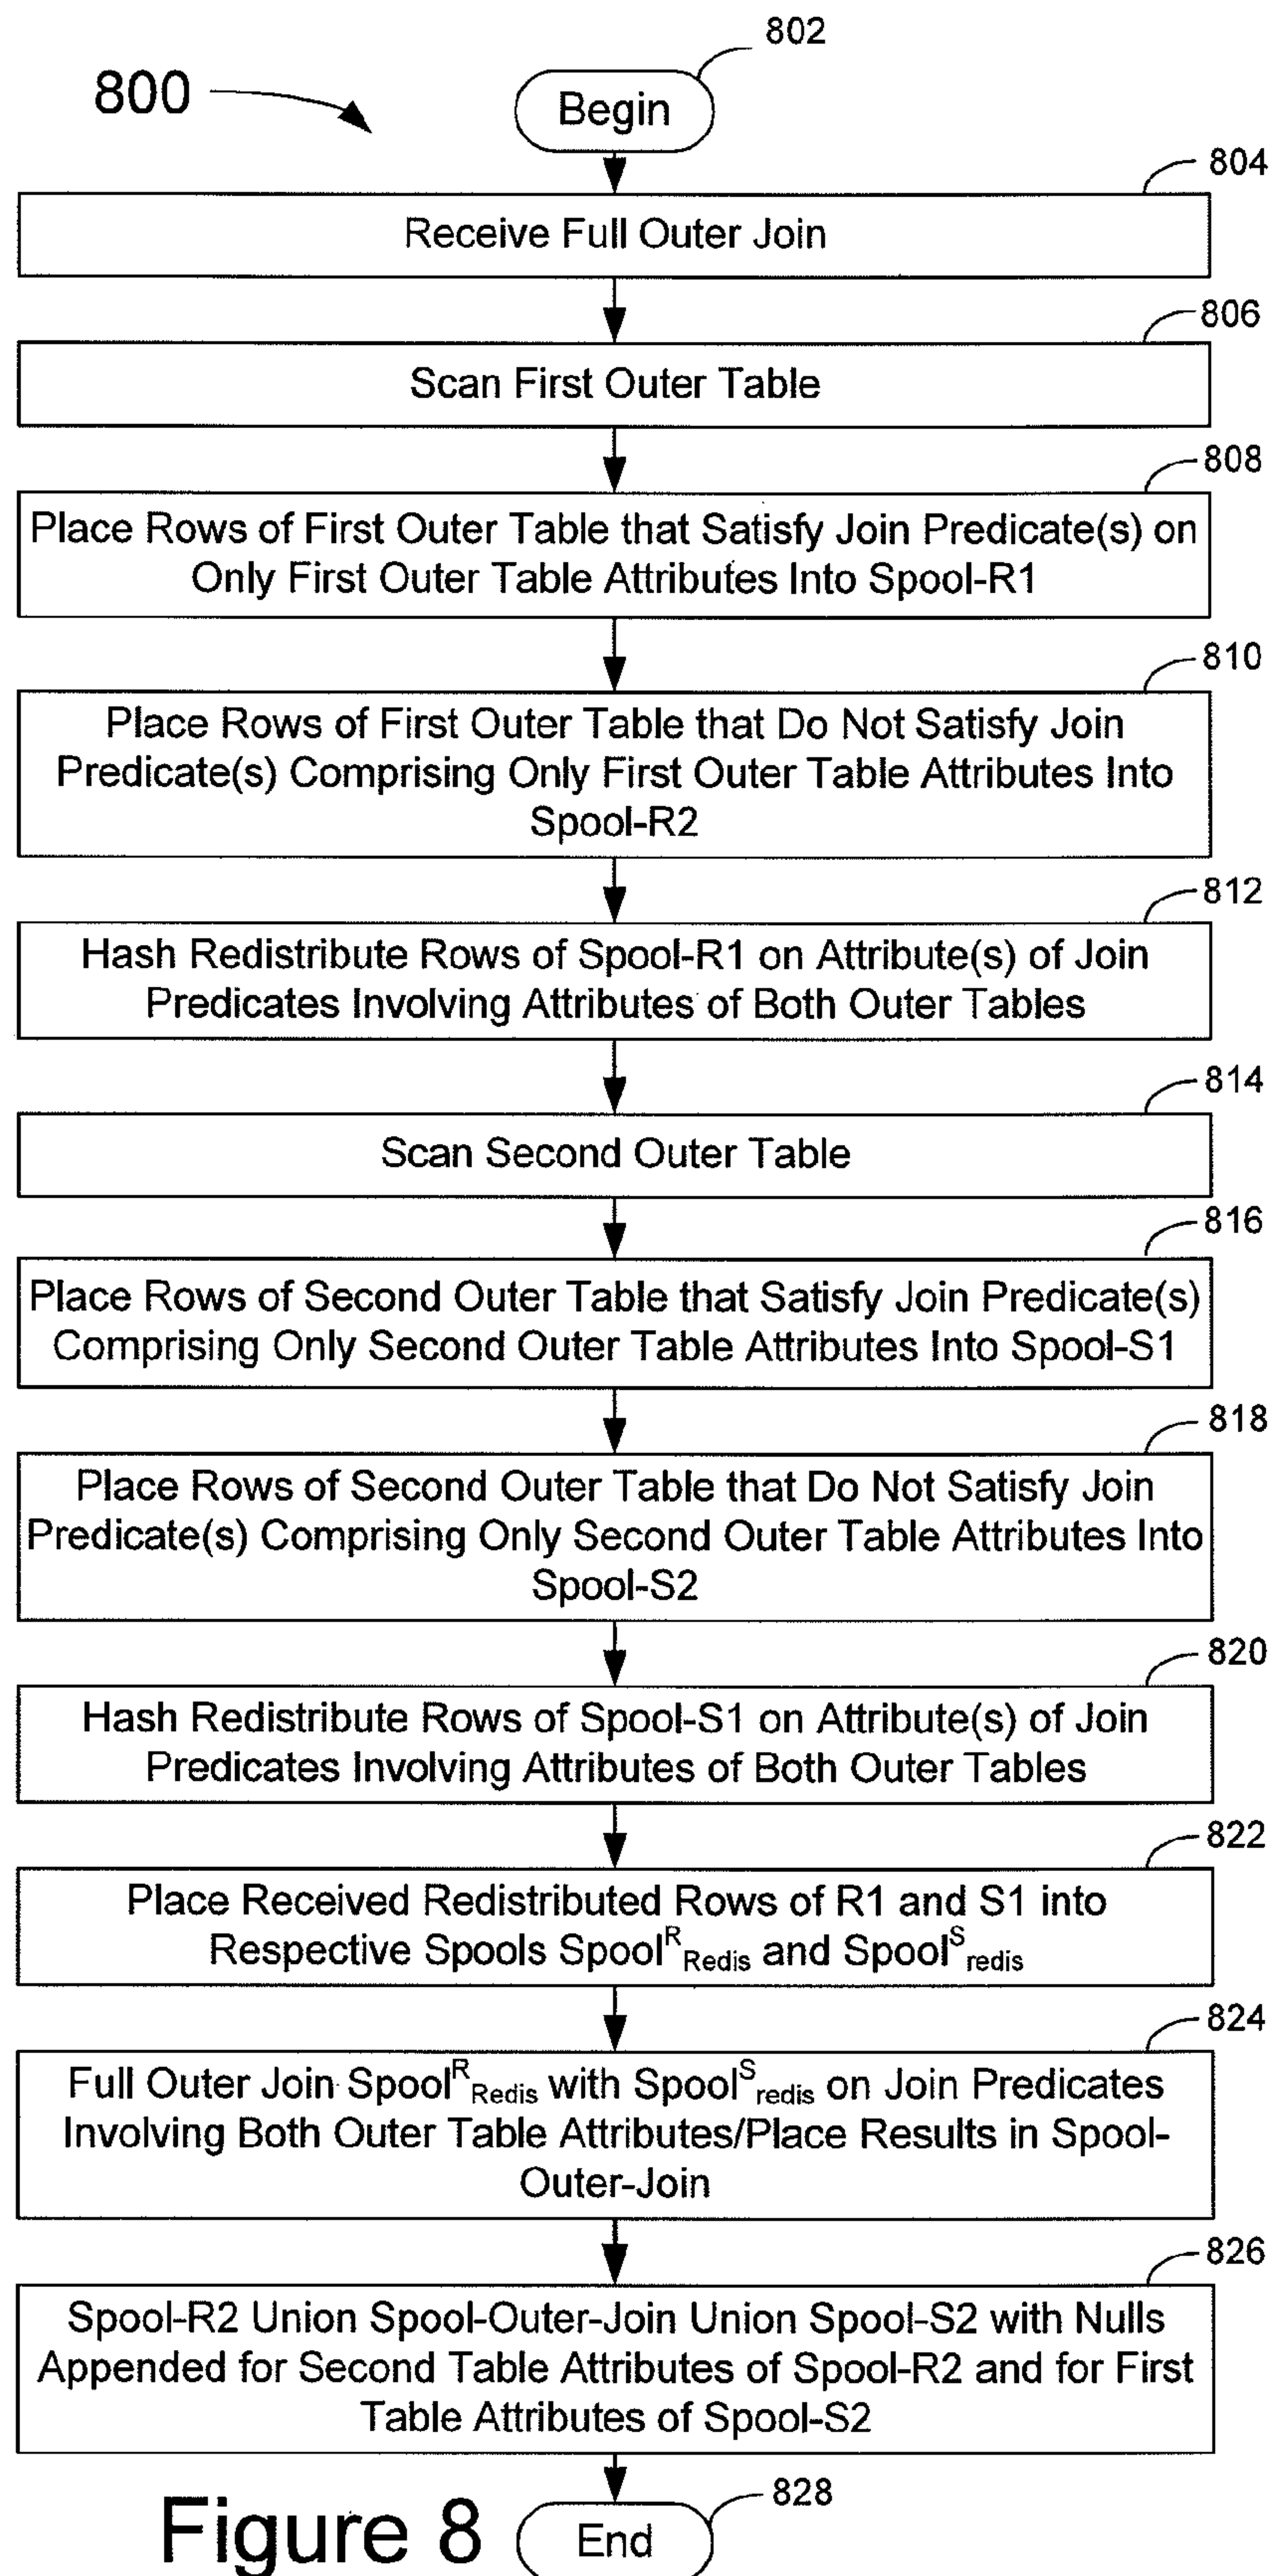 802
800
Begin
804
Receive Full Outer Join
806
Scan First Outer Table
808
Place Rows of First Outer Table that Satisfy Join Predicate(s) on
Only First Outer Table Attributes Into Spool-R1
810
Place Rows of First Outer Table that Do Not Satisfy Join
Predicate(s) Comprising Only First Outer Table Attributes Into
Spool-R2
812
Hash Redistribute Rows of Spool-R1 on Attribute(s) of Join
Predicates Involving Attributes of Both Outer Tables
814
Scan Second Outer Table
816
Place Rows of Second Outer Table that Satisfy Join Predicate(s)
Comprising Only Second Outer Table Attributes Into Spool-S1
818
Place Rows of Second Outer Table that Do Not Satisfy Join
Predicate(s) Comprising Only Second Outer Table Attributes Into
Spool-S2
820
Hash Redistribute Rows of Spool-S1 on Attribute(s) of Join
Predicates Involving Attributes of Both Outer Tables
822
Place Received Redistributed Rows of R1 and S1 into
Respective Spools Spool^R_Redis and Spool^S_redis
824
Full Outer Join Spool^R_Redis with Spool^S_redis on Join Predicates
Involving Both Outer Table Attributes/Place Results in Spool-
Outer-Join
826
Spool-R2 Union Spool-Outer-Join Union Spool-S2 with Nulls
Appended for Second Table Attributes of Spool-R2 and for First
Table Attributes of Spool-S2
828
End
Figure 8